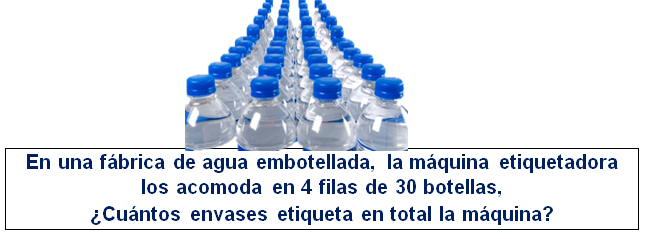 En una fábrica de agua embotellada, la máquina etiquetadora
los acomoda en 4 filas de 30 botellas,
¿Cuántos envases etiqueta en total la máquina?